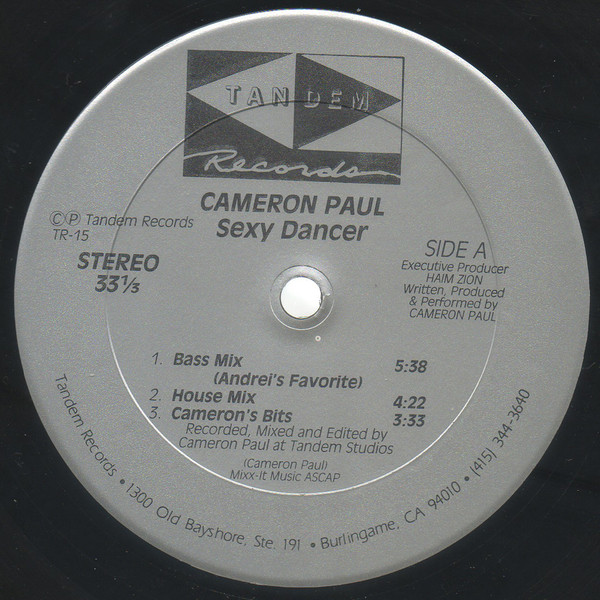 TANDEM
Records
CAMERON PAUL
Sexy Dancer
Ⓒ Ⓟ Tandem Records
TR-15
STEREO
33⅓
SIDE A
Executive Producer
HAIM ZION
Written, Produced
& Performed by
CAMERON PAUL
1. Bass Mix 5:38
(Andrei's Favorite)
2. House Mix 4:22
3. Cameron's Bits 3:33
Recorded, Mixed and Edited by
Cameron Paul at Tandem Studios
(Cameron Paul)
Mixx-It Music ASCAP
Tandem Records • 1300 Old Bayshore, Ste. 191 • Burlingame, CA 94010 • (415) 344-3640